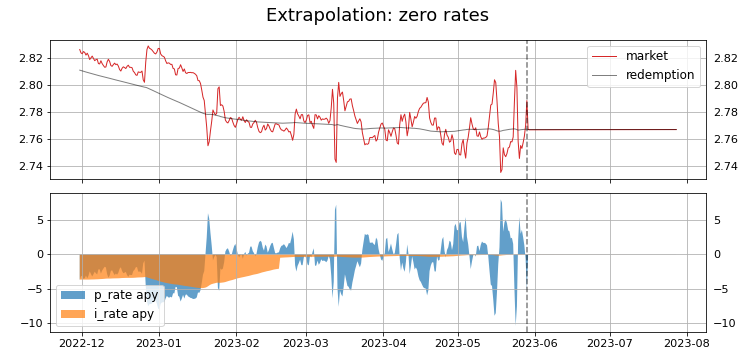 Extrapolation: zero rates
2.82 2.82
2.80 2.80
2.78 2.78
2.76 2.76
2.74 2.74
market
redemption
5 5
0 0
−5 −5
−10 −10
p_rate apy
i_rate apy
2022-12 2023-01 2023-02 2023-03 2023-04 2023-05 2023-06 2023-07 2023-08